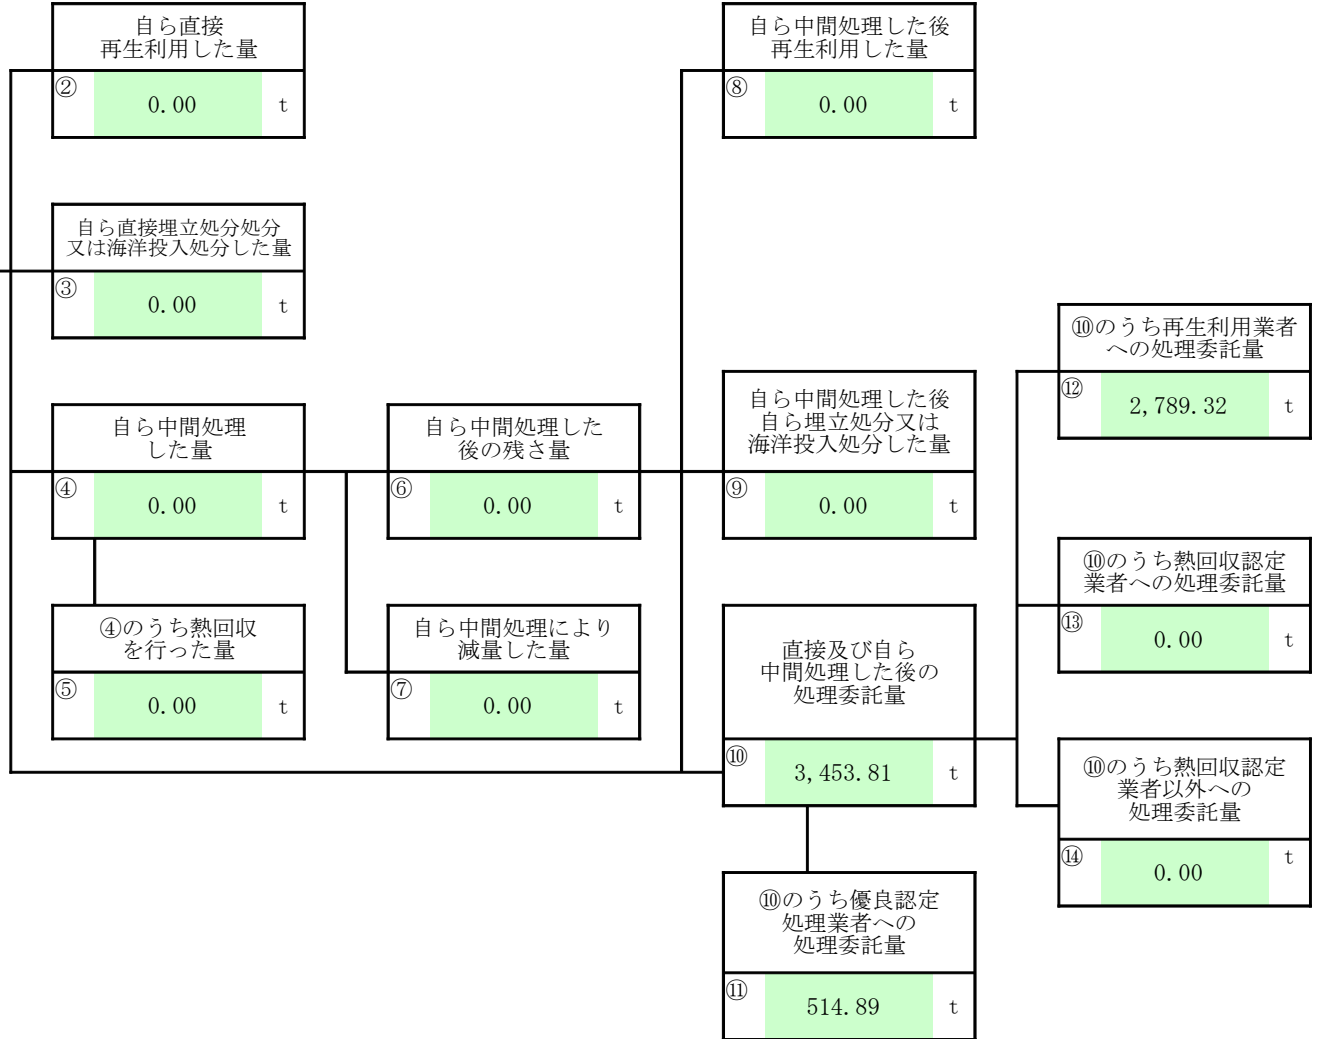 自ら直接
再生利用した量
② 0.00 t
自ら中間処理した後
再生利用した量
⑧ 0.00 t
自ら直接埋立処分処分
又は海洋投入処分した量
③ 0.00 t
⑩のうち再生利用業者
への処理委託量
⑫ 2,789.32 t
自ら中間処理
した量
④ 0.00 t
自ら中間処理した
後の残さ量
⑥ 0.00 t
自ら中間処理した後
自ら埋立処分又は
海洋投入処分した量
⑨ 0.00 t
⑩のうち熱回収認定
業者への処理委託量
⑬ 0.00 t
④のうち熱回収
を行った量
⑤ 0.00 t
自ら中間処理により
減量した量
⑦ 0.00 t
直接及び自ら
中間処理した後の
処理委託量
⑩ 3,453.81 t
⑩のうち熱回収認定
業者以外への
処理委託量
⑭ 0.00 t
⑩のうち優良認定
処理業者への
処理委託量
⑪ 514.89 t